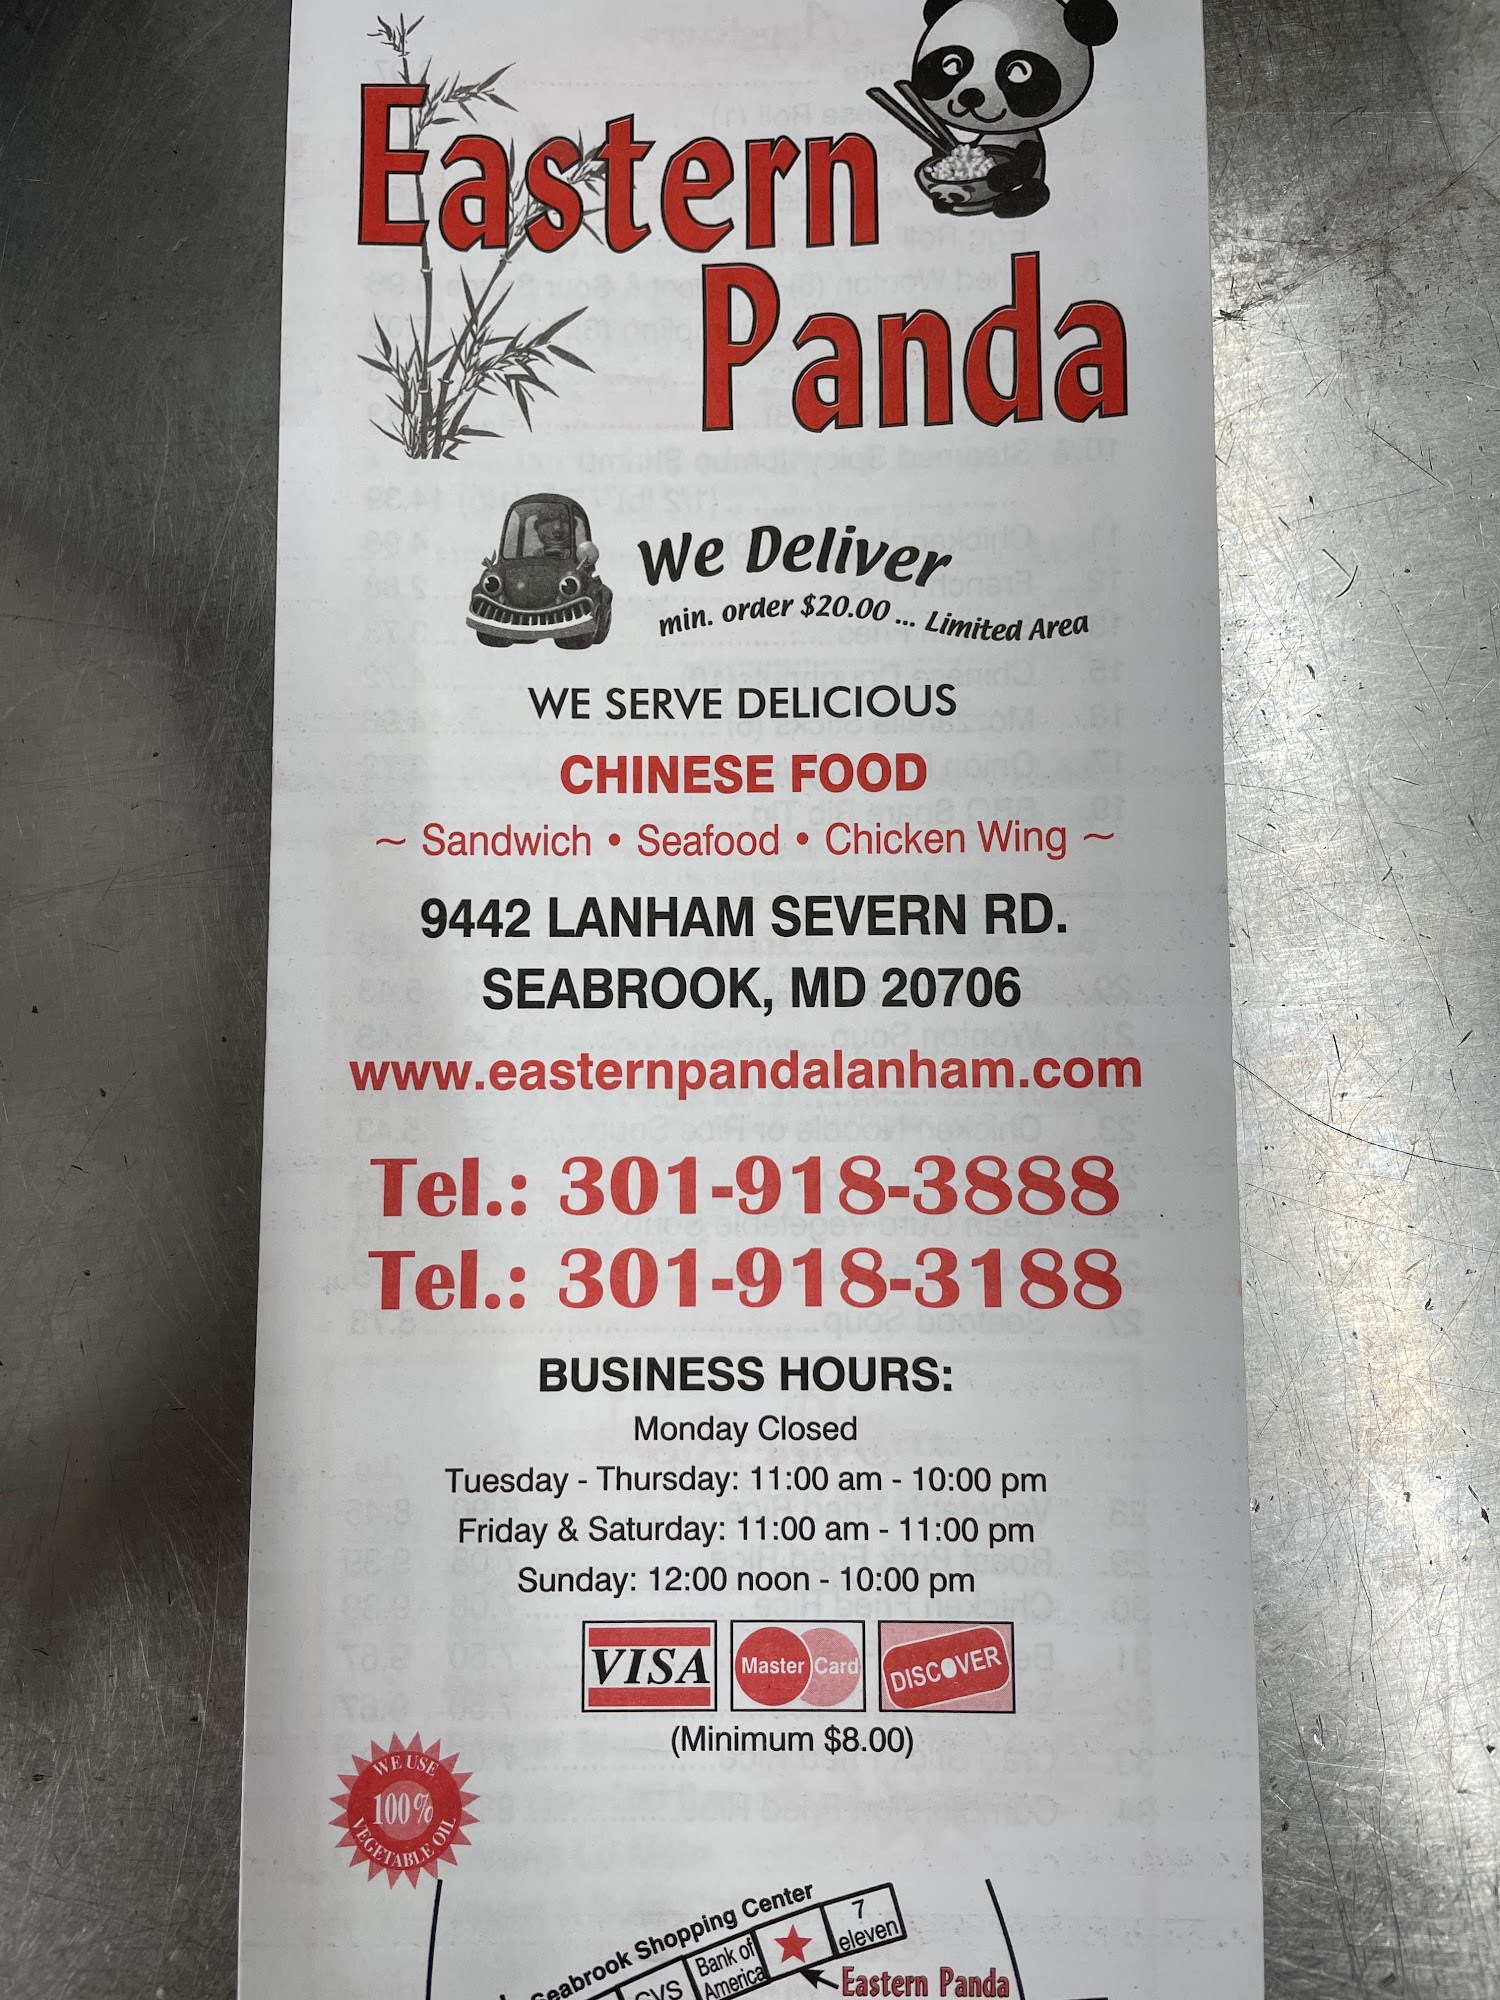 Eastern
Panda
We Deliver
min. order $20.00 ... Limited Area
WE SERVE DELICIOUS
CHINESE FOOD
~ Sandwich • Seafood • Chicken Wing ~
9442 LANHAM SEVERN RD.
SEABROOK, MD 20706
www.easternpandalanham.com
Tel.: 301-918-3888
Tel.: 301-918-3188
BUSINESS HOURS:
Monday Closed
Tuesday - Thursday: 11:00 am - 10:00 pm
Friday & Saturday: 11:00 am - 11:00 pm
Sunday: 12:00 noon - 10:00 pm
VISA
MasterCard
DISCOVER
(Minimum $8.00)
WE USE
100%
VEGETABLE OIL
Seabrook Shopping Center
CVS
Bank of
America
7
eleven
Eastern Panda